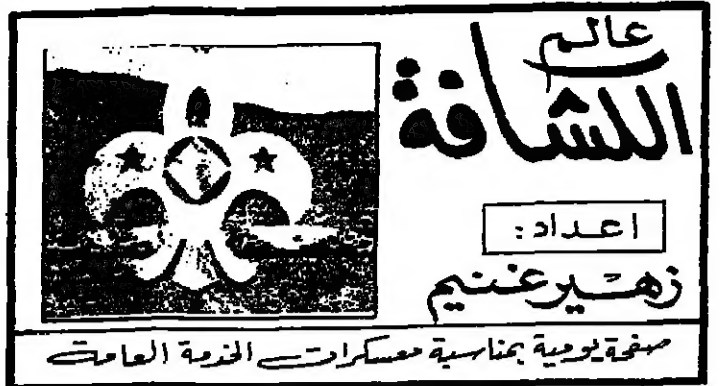 عالم
الكشافة
اعداد:
زهير غنيم
صفحة يومية بمناسبة معسكرات الخدمة العامة